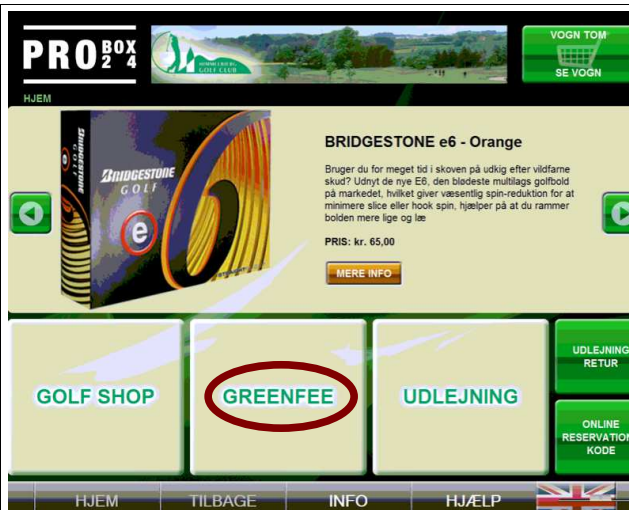 PRO BOX 24
HIMMERBJERG
GOLF CLUB
VOGN TOM
SE VOGN
HJEM
BRIDGESTONE
GOLF
e6
BRIDGESTONE e6 - Orange
Bruger du for meget tid i skoven på udkig efter vildfarne
skud? Udnyt de nye E6, den blødeste multilags golfbold
på markedet, hvilket giver væsentlig spin-reduktion for at
minimere slice eller hook spin, hjælper på at du rammer
bolden mere lige og læ
PRIS: kr. 65,00
MERE INFO
GOLF SHOP
GREENFEE
UDLEJNING
UDLEJNING
RETUR
ONLINE
RESERVATION
KODE
HJEM
TILBAGE
INFO
HJÆLP